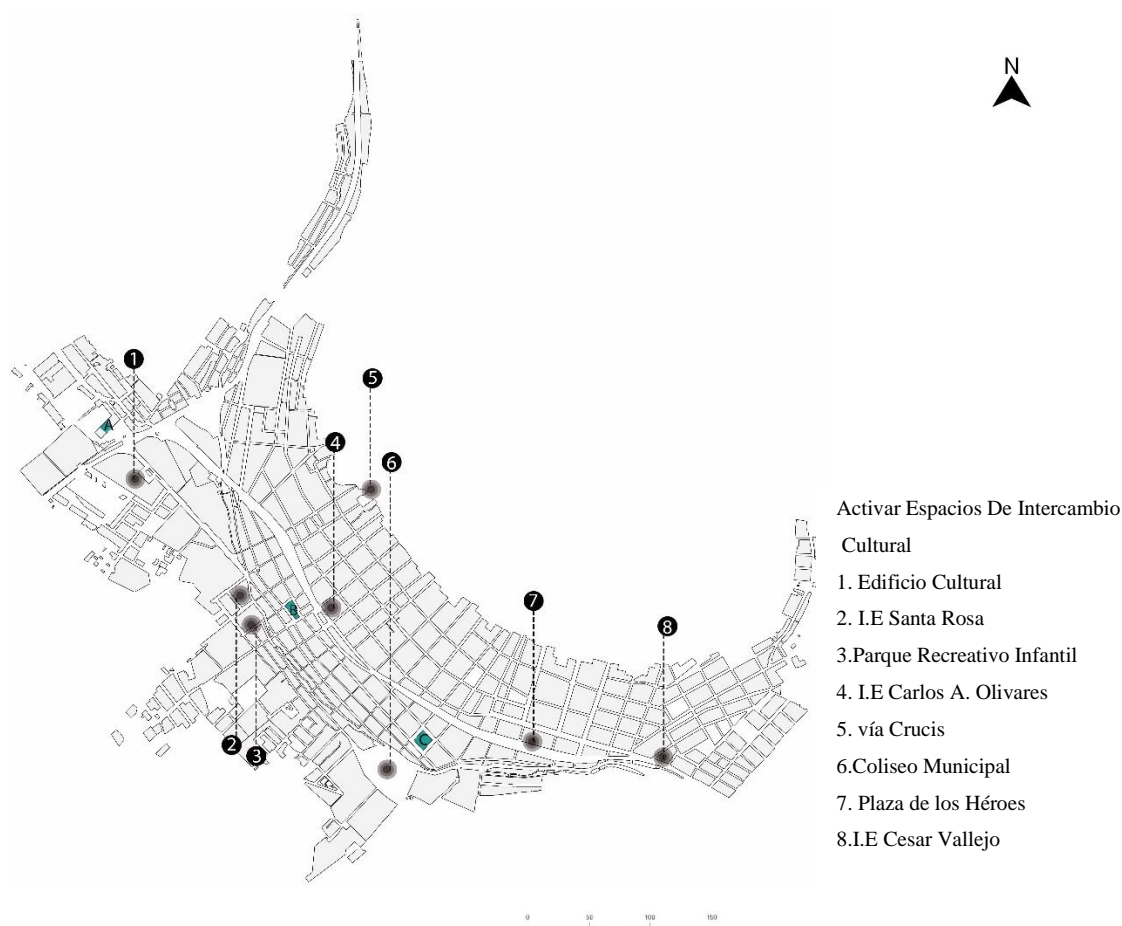 N
1
5
4
6
A
B
7
8
C
2
3
Activar Espacios De Intercambio
Cultural
1. Edificio Cultural
2. I.E Santa Rosa
3.Parque Recreativo Infantil
4. I.E Carlos A. Olivares
5. vía Crucis
6.Coliseo Municipal
7. Plaza de los Héroes
8.I.E Cesar Vallejo
0 50 100 150